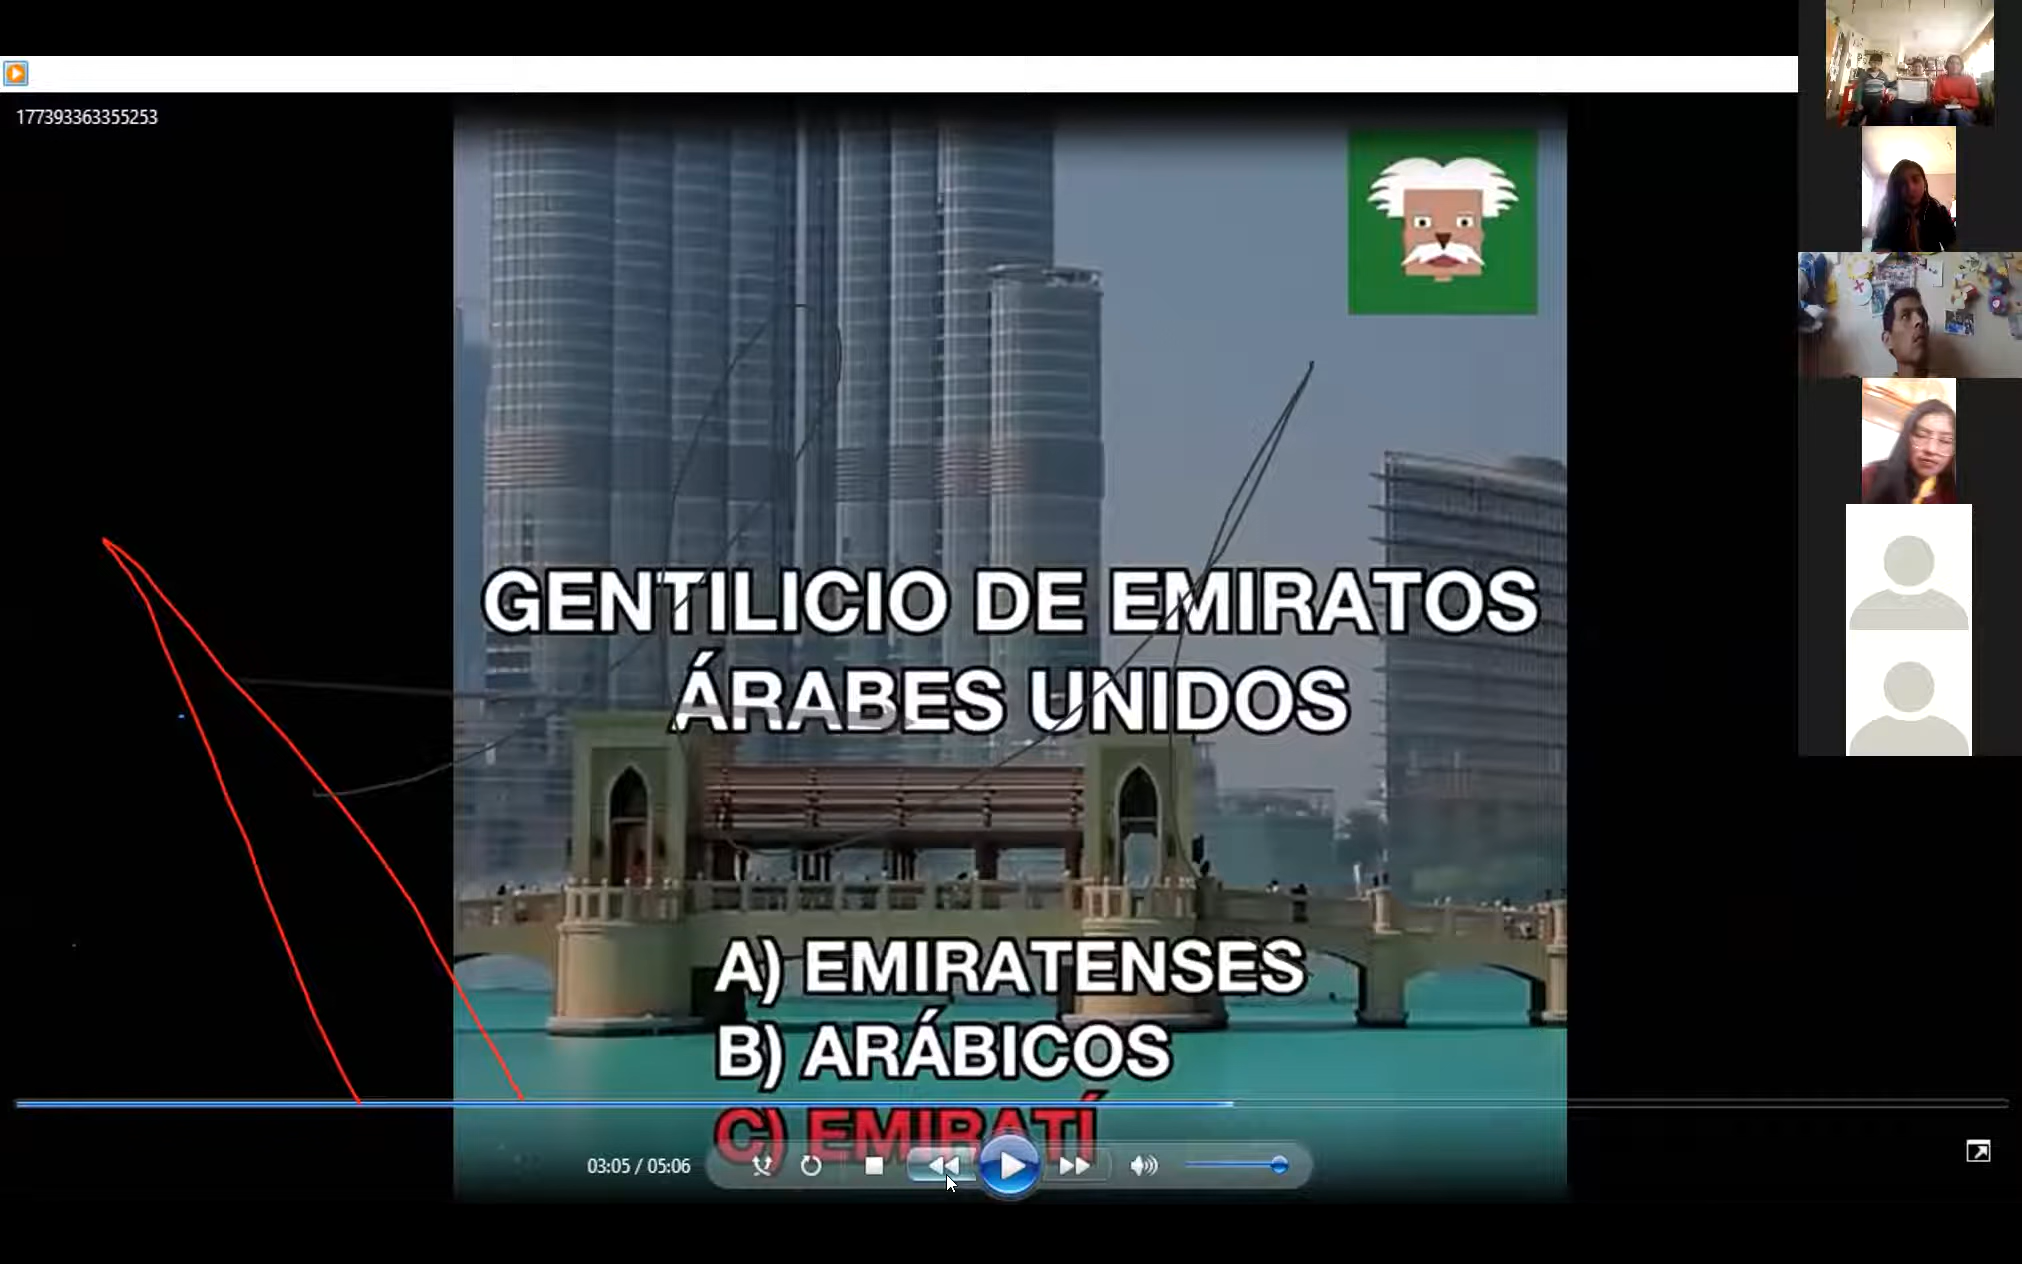 177393363355253
GENTILICIO DE EMIRATOS
ÁRABES UNIDOS
A) EMIRATENSES
B) ARÁBICOS
C) EMIRATÍ
03:05 / 05:06